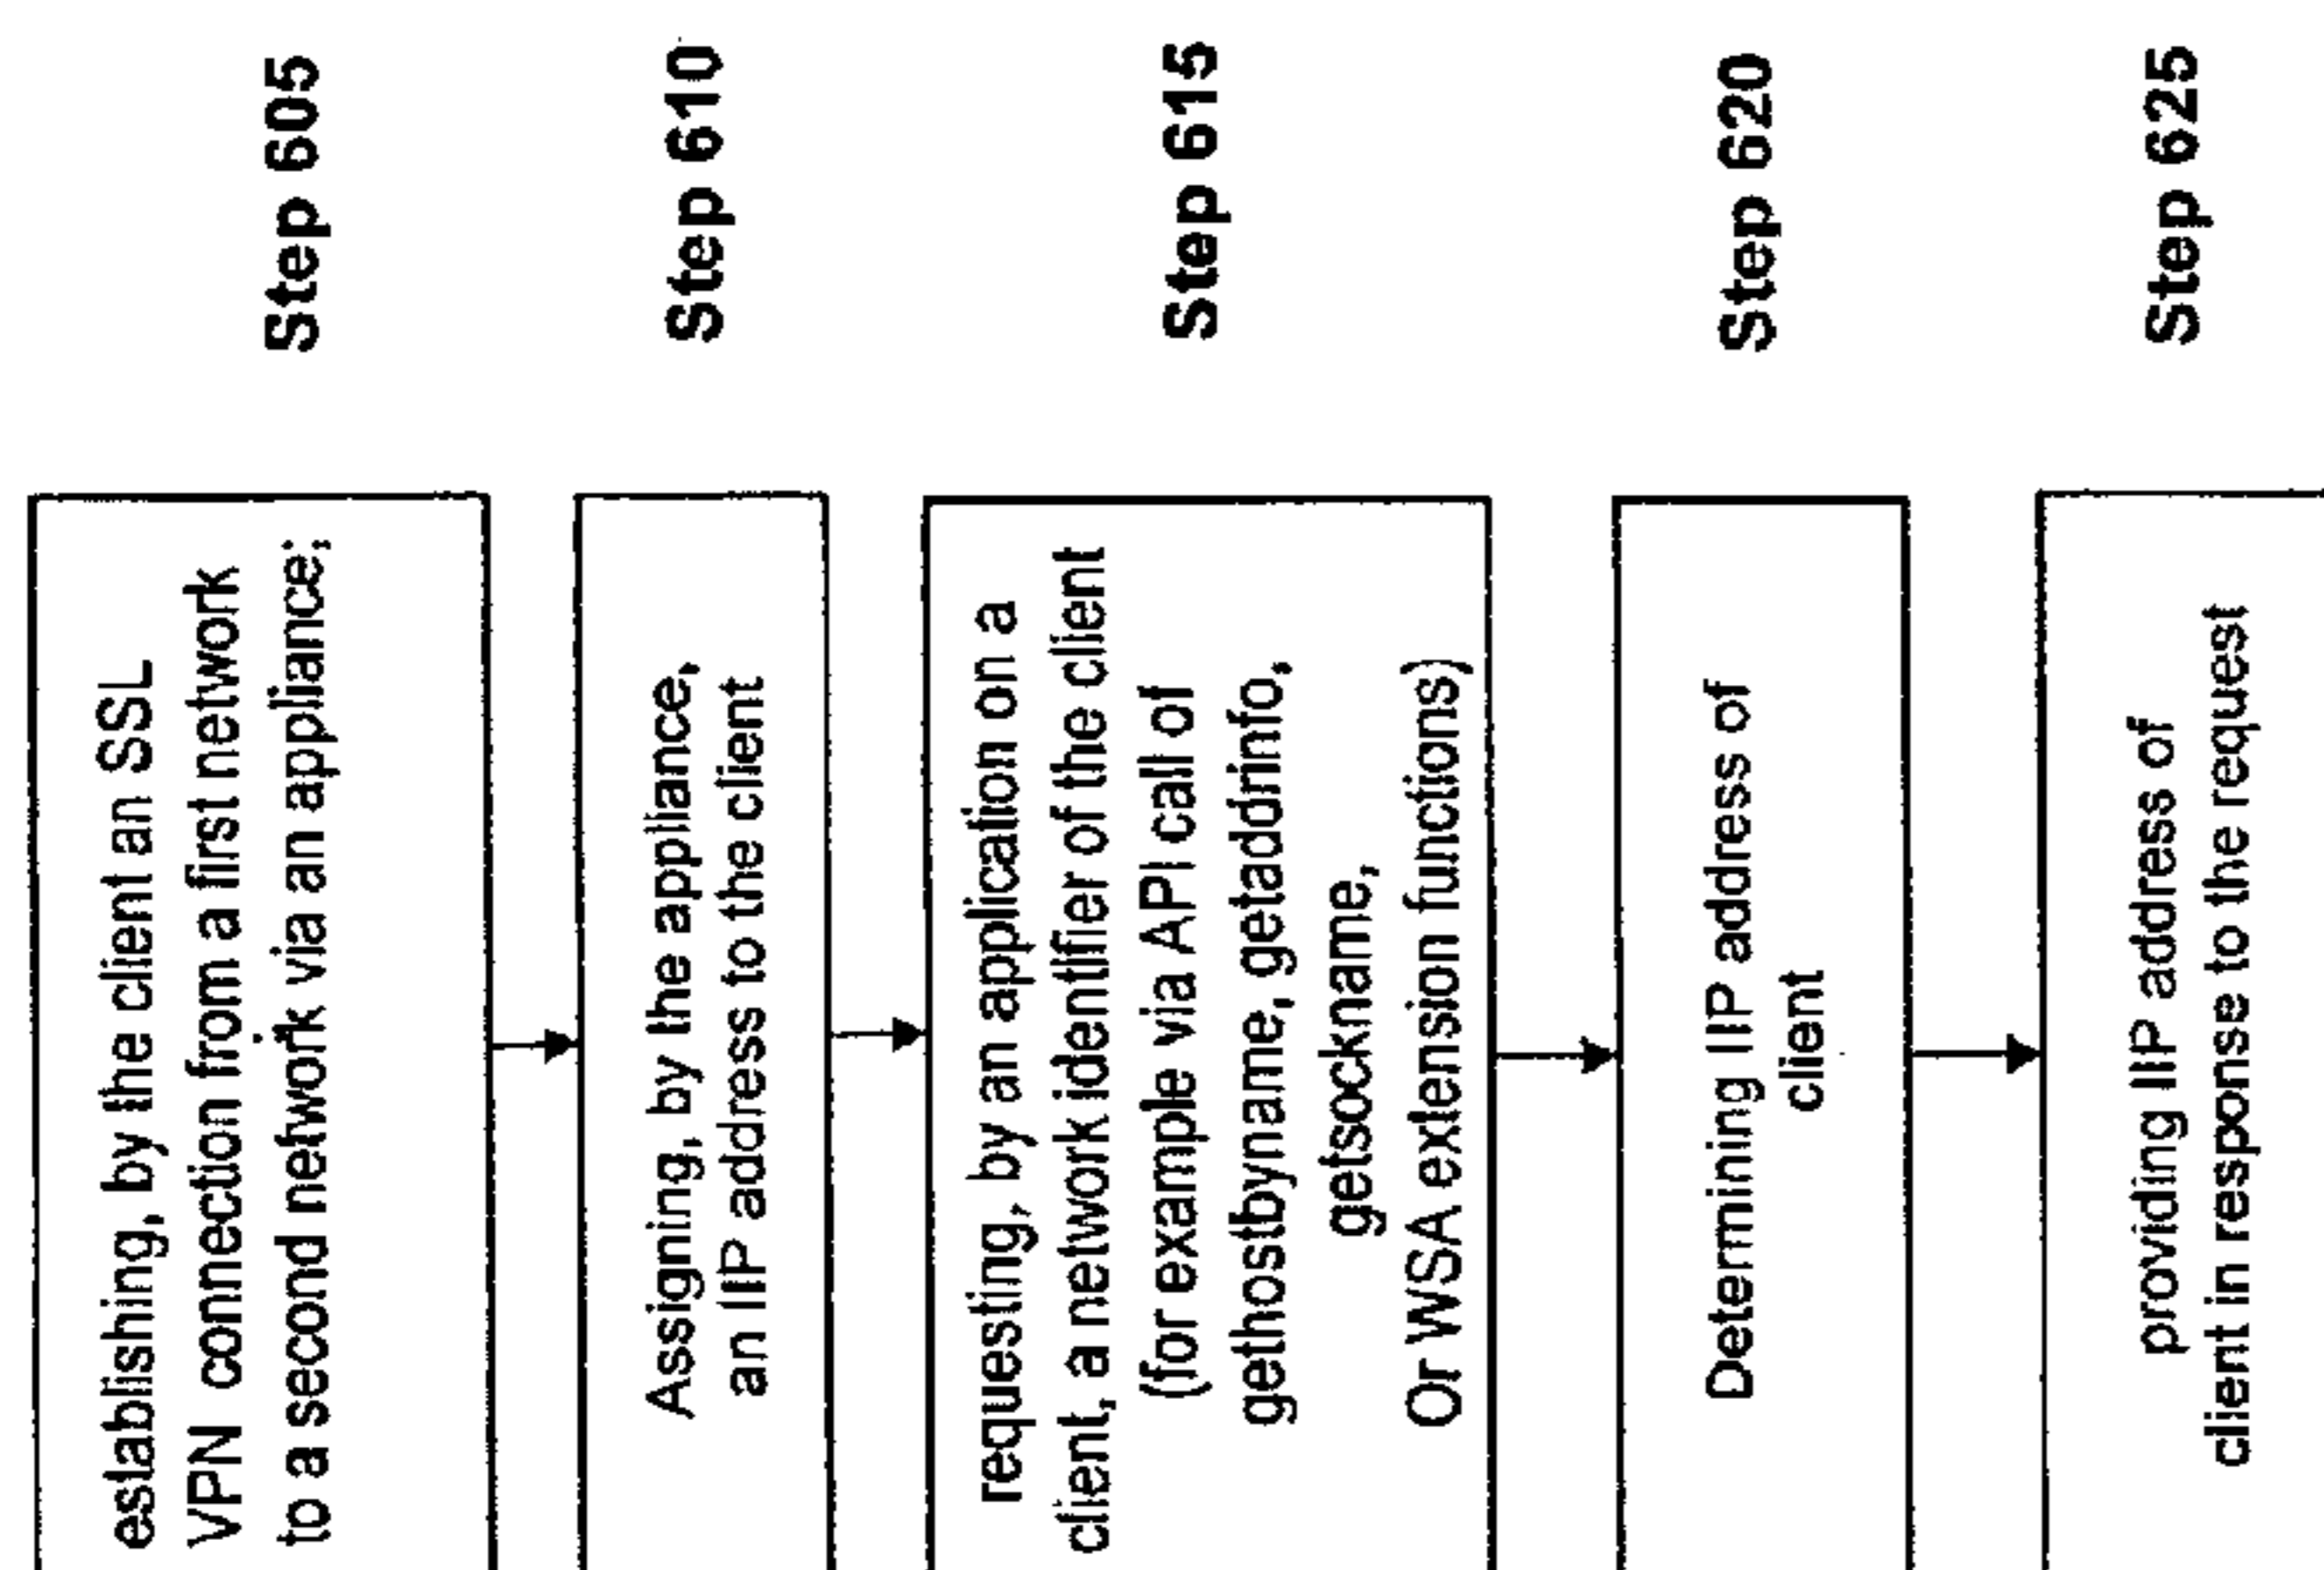 establishing, by the client an SSL
VPN connection from a first network
to a second network via an appliance;
Step 605
Assigning, by the appliance,
an IIP address to the client
Step 610
requesting, by an application on a
client, a network identifier of the client
(for example via API call of
gethostbyname, getaddrinfo,
getsockname,
Or WSA extension functions)
Step 615
Determining IIP address of
client
Step 620
providing IIP address of
client in response to the request
Step 625